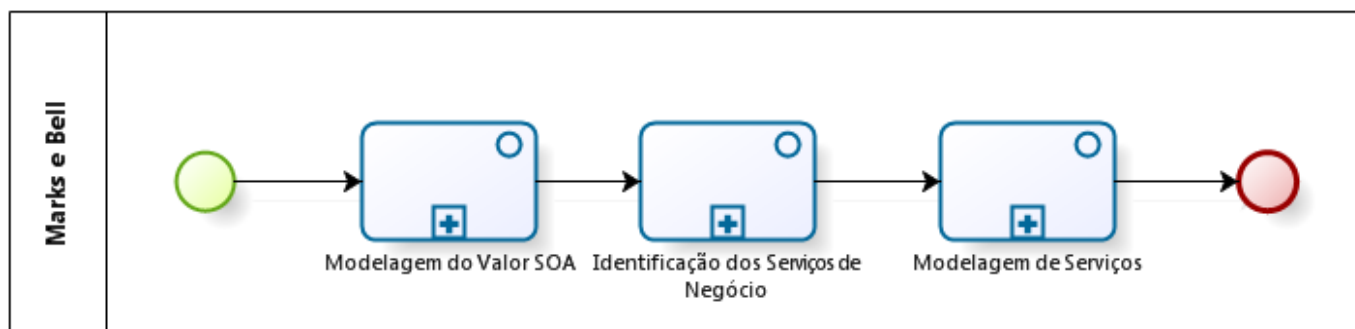 Marks e Bell
Modelagem do Valor SOA
Identificação dos Serviços de
Negócio
Modelagem de Serviços